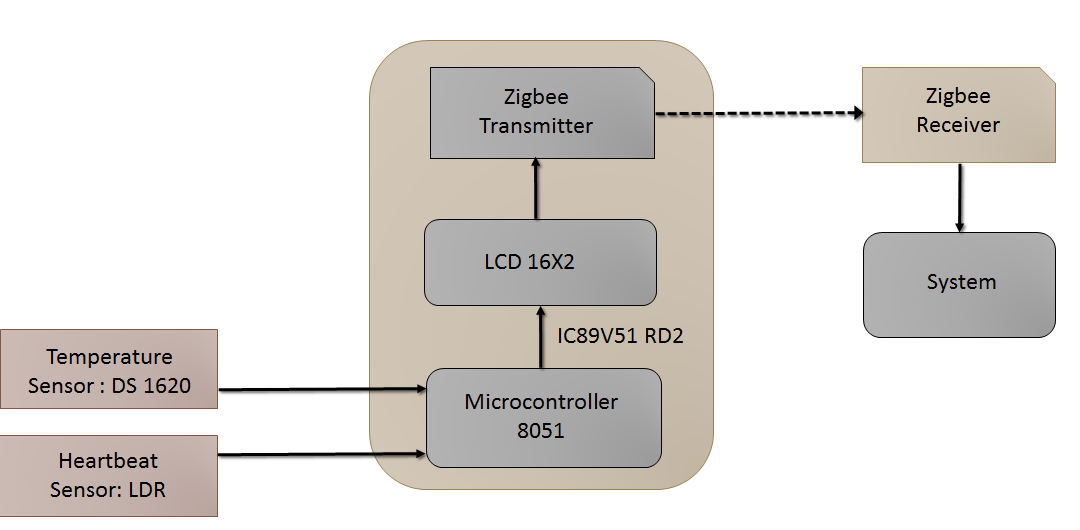 Zigbee
Transmitter
Zigbee
Receiver
LCD 16X2
System
IC89V51 RD2
Temperature
Sensor : DS 1620
Microcontroller
8051
Heartbeat
Sensor: LDR